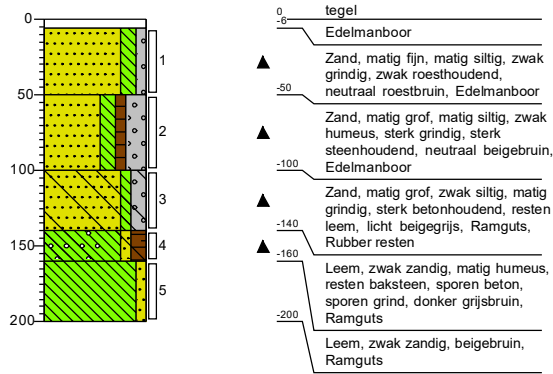 0
50
100
150
200
1
2
3
4
5
0
-6
-50
-100
-140
-160
-200
tegel
Edelmanboor
Zand, matig fijn, matig siltig, zwak
grindig, zwak roesthoudend,
neutraal roestbruin, Edelmanboor
Zand, matig grof, matig siltig, zwak
humeus, sterk grindig, sterk
steenhoudend, neutraal beigebruin,
Edelmanboor
Zand, matig grof, zwak siltig, matig
grindig, sterk betonhoudend, resten
leem, licht beigegrijs, Ramguts,
Rubber resten
Leem, zwak zandig, matig humeus,
resten baksteen, sporen beton,
sporen grind, donker grijsbruin,
Ramguts
Leem, zwak zandig, beigebruin,
Ramguts